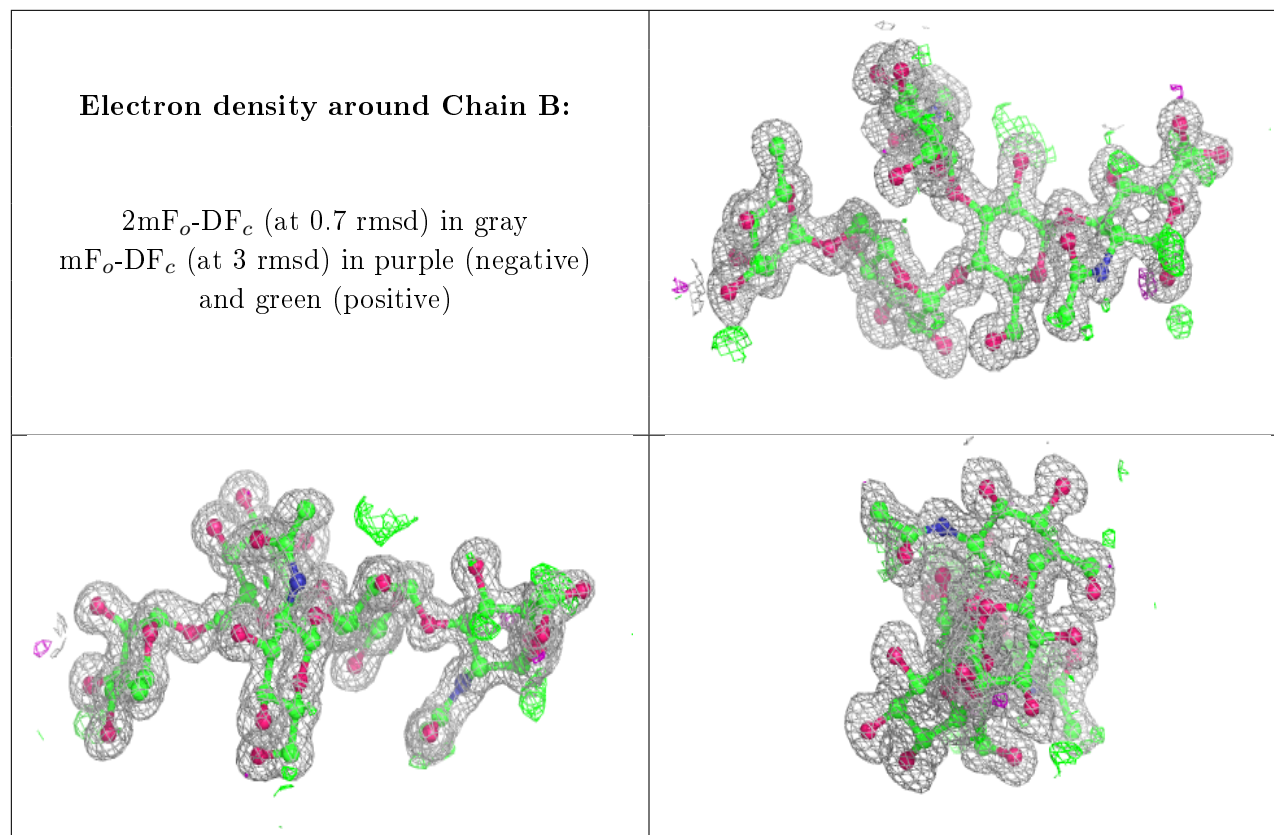 Electron density around Chain B:
2mFₒ-DF𝒸 (at 0.7 rmsd) in gray
mFₒ-DF𝒸 (at 3 rmsd) in purple (negative)
and green (positive)